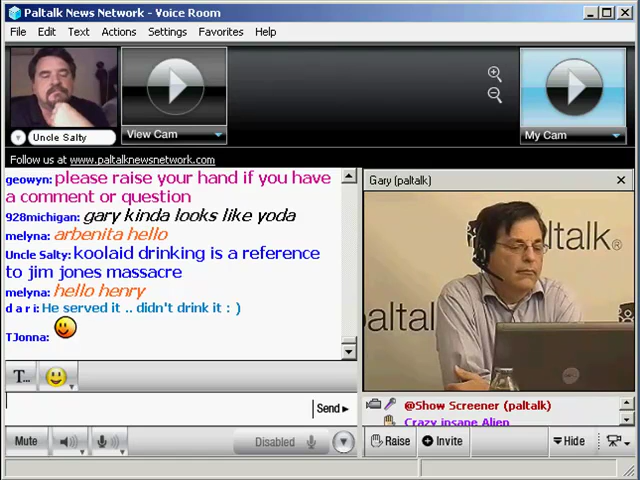 Paltalk News Network - Voice Room
File Edit Text Actions Settings Favorites Help
Uncle Salty
View Cam
My Cam
Follow us at www.paltalknewsnetwork.com
geowyn: please raise your hand if you have
a comment or question
928michigan: gary kinda looks like yoda
melyna: arbenita hello
Uncle Salty: koolaid drinking is a reference
to jim jones massacre
melyna: hello henry
d a r i: He served it .. didn't drink it : )
TJonna:
T...
Send
Mute
Disabled
Gary (paltalk)
paltalk®
paltalk
@Show Screener (paltalk)
Crazy insane Alien
Raise Invite Hide